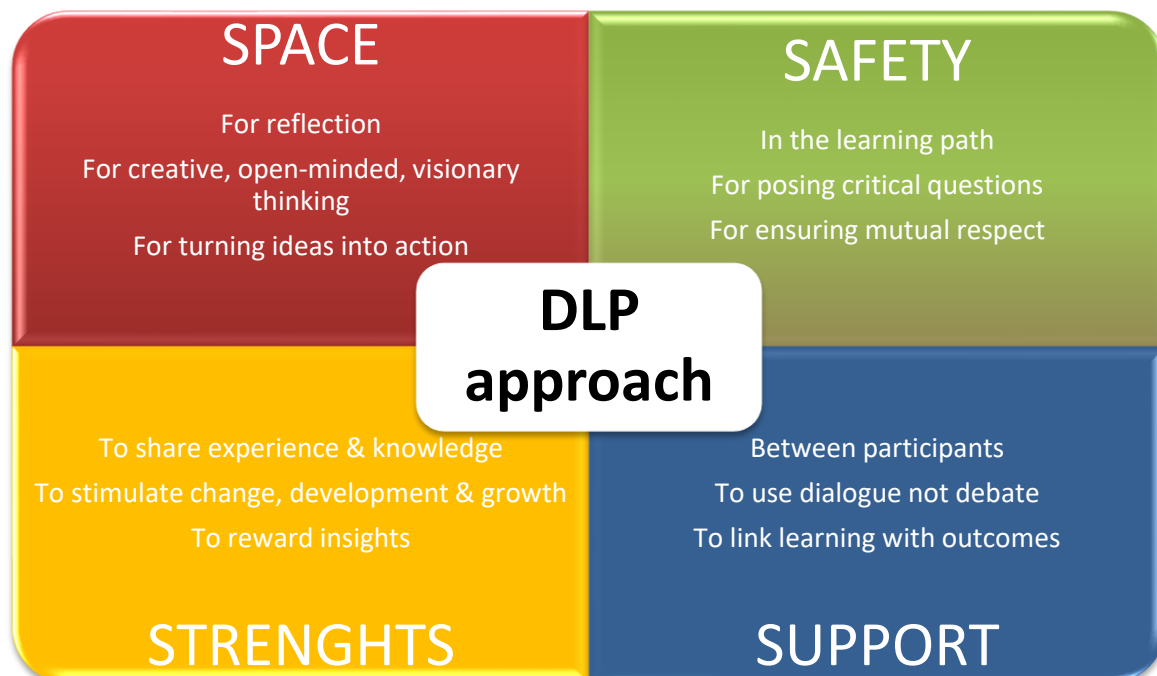 SPACE
For reflection
For creative, open-minded, visionary
thinking
For turning ideas into action
SAFETY
In the learning path
For posing critical questions
For ensuring mutual respect
DLP
approach
To share experience & knowledge
To stimulate change, development & growth
To reward insights
STRENGHTS
Between participants
To use dialogue not debate
To link learning with outcomes
SUPPORT